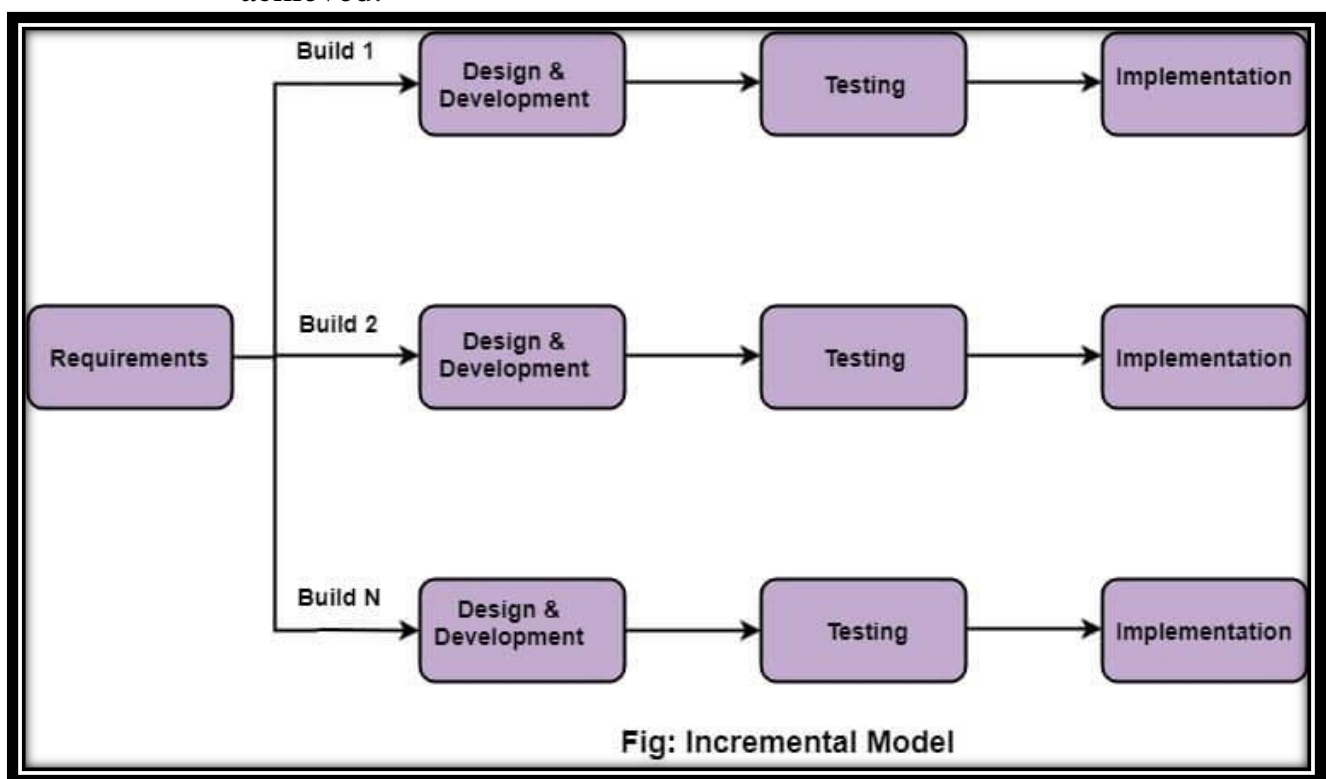 achieved.
Build 1
Design &
Development
Testing
Implementation
Requirements
Build 2
Design &
Development
Testing
Implementation
Build N
Design &
Development
Testing
Implementation
Fig: Incremental Model